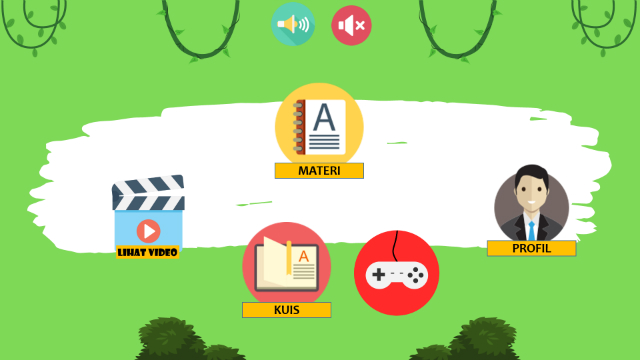 A
MATERI
LIHAT VIDEO
PROFIL
A
KUIS